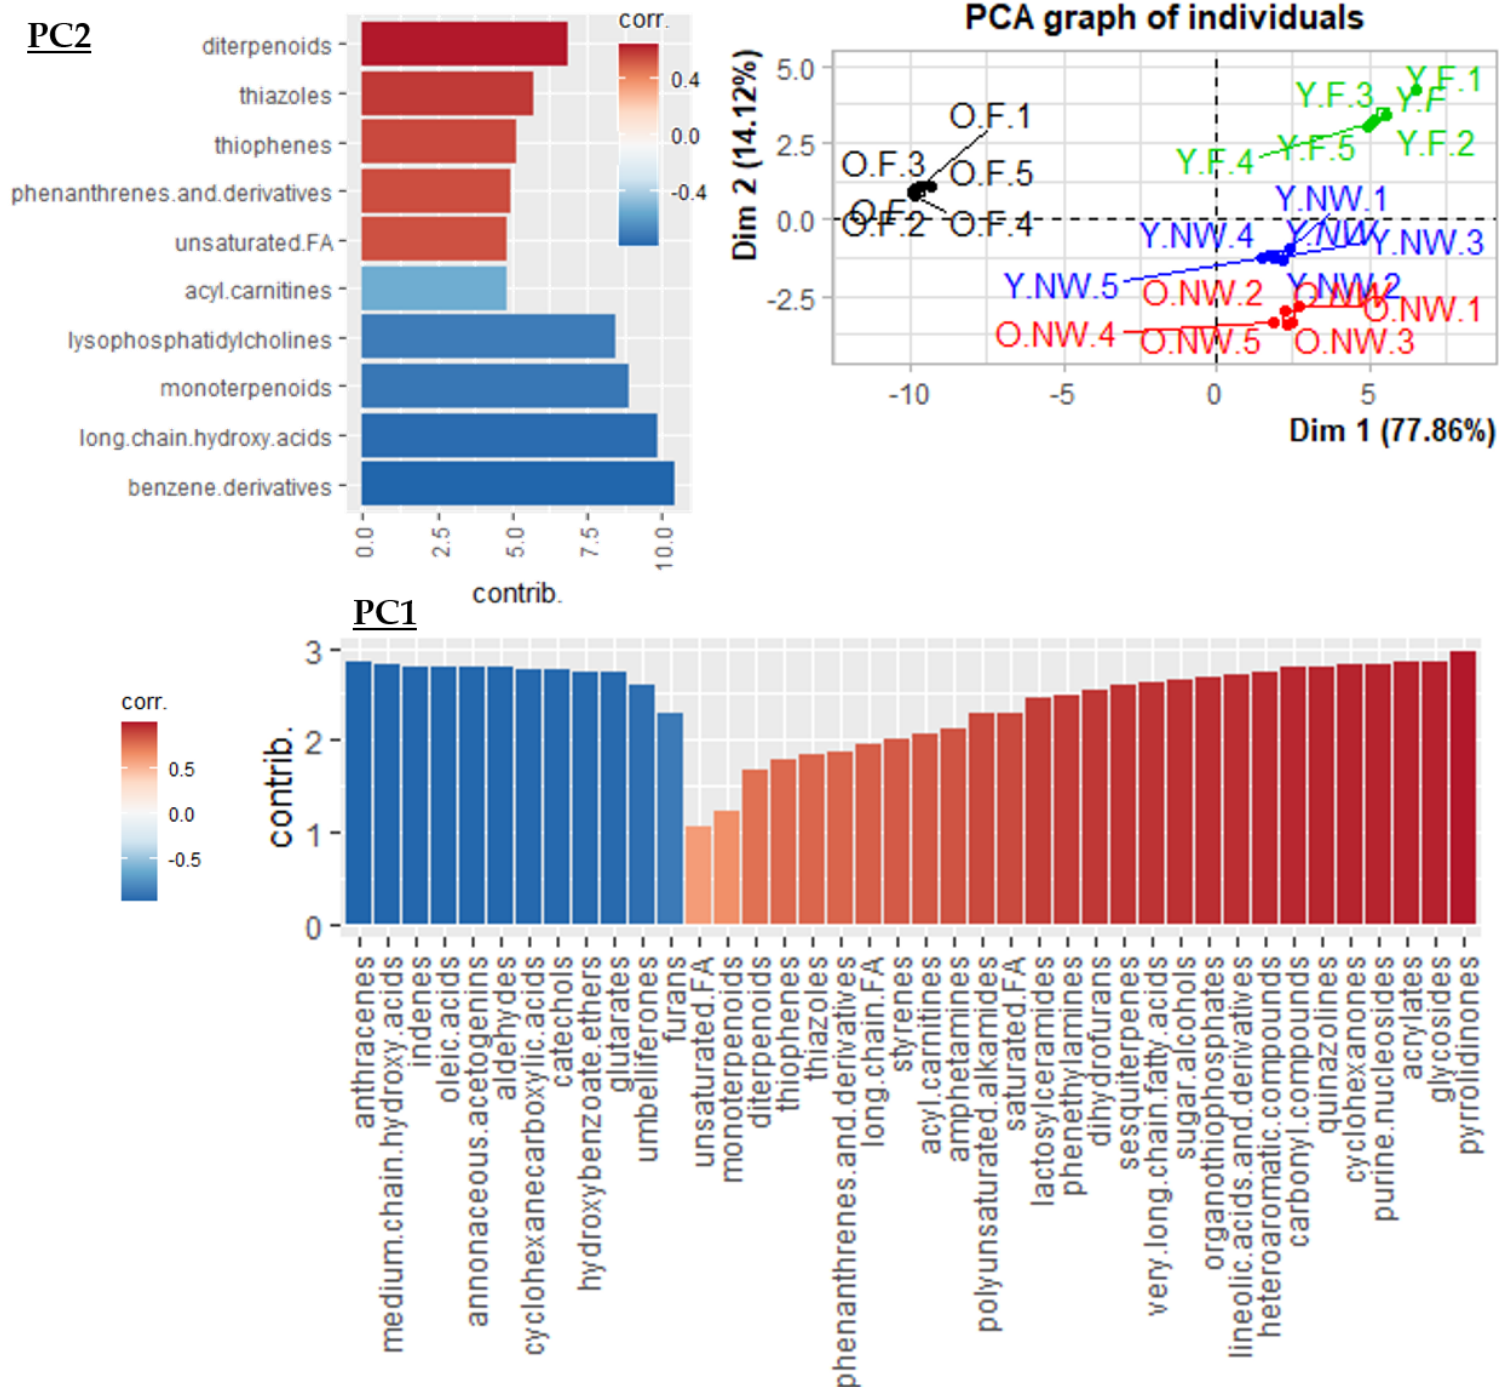 PC2
corr.
0.4
0.0
-0.4
diterpenoids
thiazoles
thiophenes
phenanthrenes.and.derivatives
unsaturated.FA
acyl.carnitines
lysophosphatidylcholines
monoterpenoids
long.chain.hydroxy.acids
benzene.derivatives
0.0
2.5
5.0
7.5
10.0
contrib.
PCA graph of individuals
Dim 2 (14.12%)
5.0
2.5
0.0
-2.5
O.F.1
O.F.3
O.F.5
O.F
O.F.2
O.F.4
Y.F.1
Y.F.3
Y.F
Y.F.2
Y.F.5
Y.F.4
Y.NW.1
Y.NW.4
Y.NW
Y.NW.3
Y.NW.5
Y.NW.2
O.NW.2
O.NW
O.NW.1
O.NW.4
O.NW.5
O.NW.3
-10
-5
0
5
Dim 1 (77.86%)
PC1
corr.
0.5
0.0
-0.5
contrib.
3
2
1
0
anthracenes
medium.chain.hydroxy.acids
indenes
oleic.acids
annonaceous.acetogenins
aldehydes
cyclohexanecarboxylic.acids
catechols
hydroxybenzoate.ethers
glutarates
umbelliferones
furans
unsaturated.FA
monoterpenoids
diterpenoids
thiophenes
thiazoles
phenanthrenes.and.derivatives
long.chain.FA
styrenes
acyl.carnitines
amphetamines
polyunsaturated.alkamides
saturated.FA
lactosylceramides
phenethylamines
dihydrofurans
sesquiterpenes
very.long.chain.fatty.acids
sugar.alcohols
organothiophosphates
lineolic.acids.and.derivatives
heteroaromatic.compounds
carbonyl.compounds
quinazolines
cyclohexanones
purine.nucleosides
acrylates
glycosides
pyrrolidinones